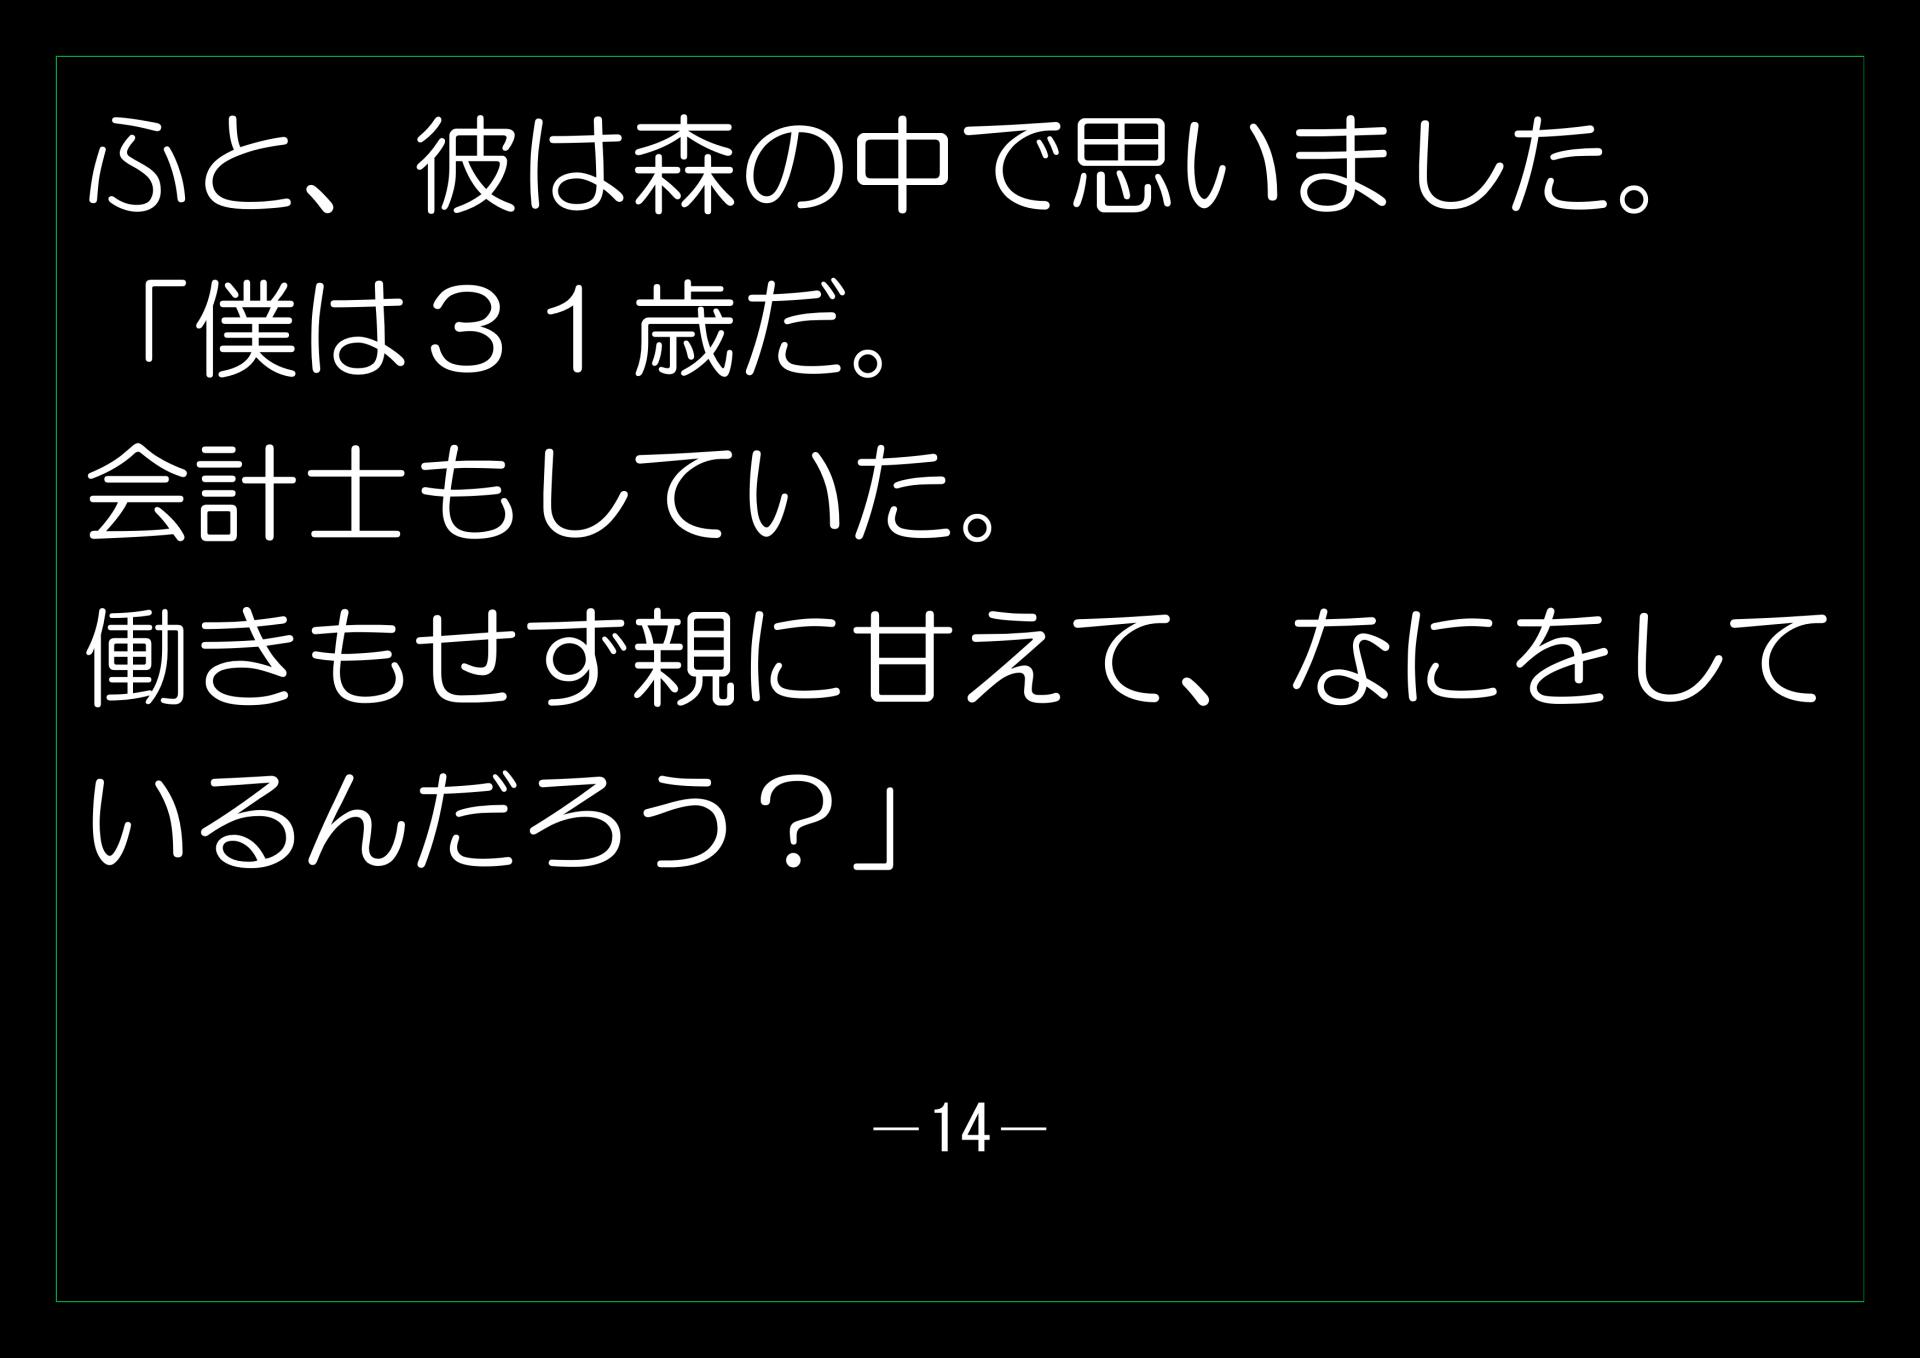 ふと、彼は森の中で思いました。
「僕は３１歳だ。
会計士もしていた。
働きもせず親に甘えて、なにをして
いるんだろう？」
―14―